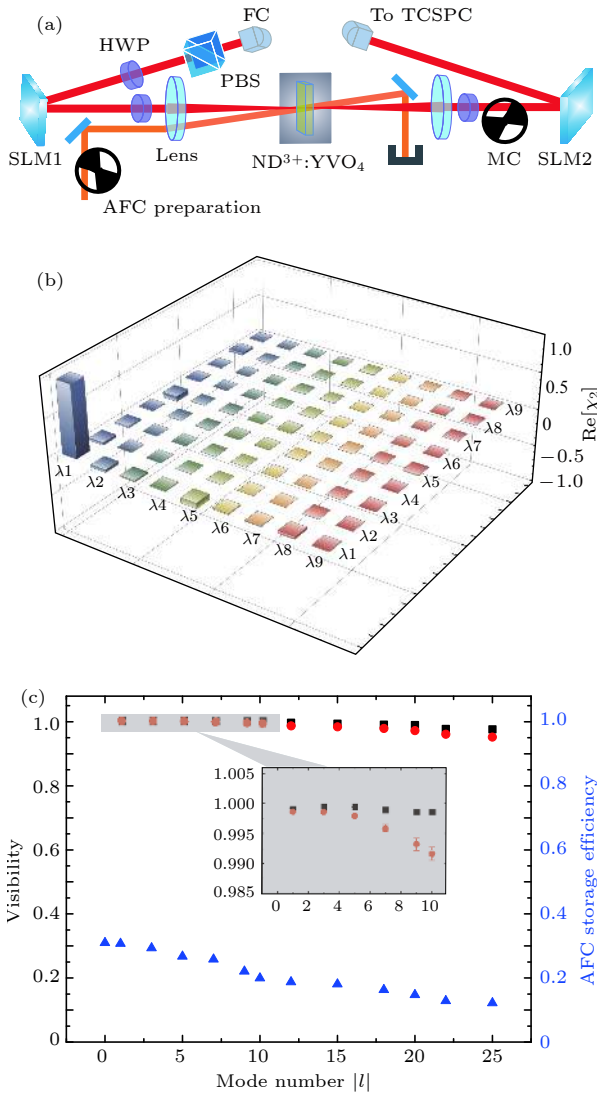 (a)
FC
To TCSPC
HWP
PBS
SLM1
Lens
ND³⁺:YVO₄
MC
SLM2
AFC preparation
(b)
1.0
0.5
0
−0.5
−1.0
Re[χ₂]
λ1
λ2
λ3
λ4
λ5
λ6
λ7
λ8
λ9
λ1
λ2
λ3
λ4
λ5
λ6
λ7
λ8
λ9
(c)
1.0
0.8
0.6
0.4
0.2
0
Visibility
1.005
1.000
0.995
0.990
0.985
0 2 4 6 8 10
1.0
0.8
0.6
0.4
0.2
0
AFC storage efficiency
0 5 10 15 20 25
Mode number |l|